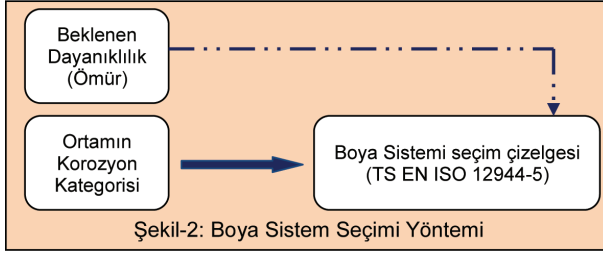 Beklenen
Dayanıklılık
(Ömür)
Ortamın
Korozyon
Kategorisi
Boya Sistemi seçim çizelgesi
(TS EN ISO 12944-5)
Şekil-2: Boya Sistem Seçimi Yöntemi